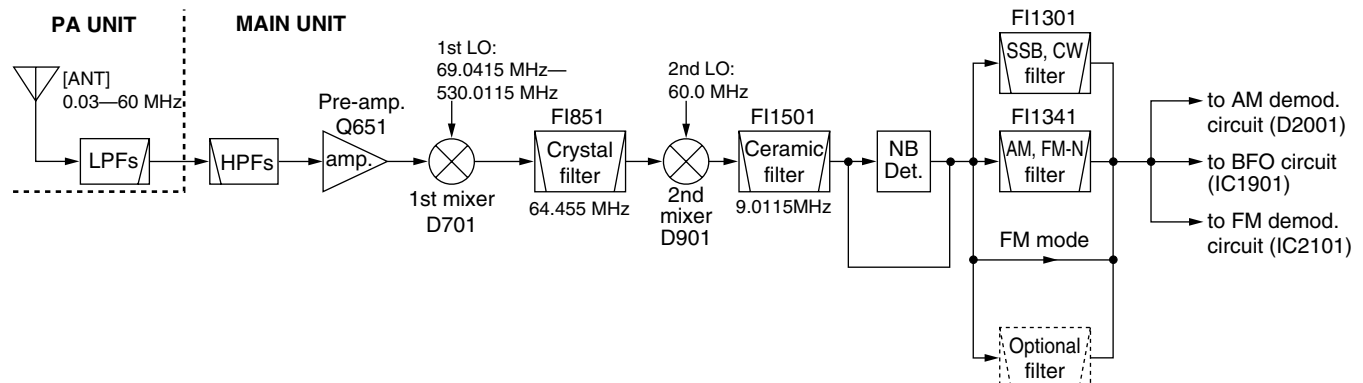 PA UNIT
MAIN UNIT
[ANT]
0.03—60 MHz
LPFs
HPFs
Pre-amp.
Q651
amp.
1st LO:
69.0415 MHz—
530.0115 MHz
1st mixer
D701
FI851
Crystal
filter
64.455 MHz
2nd LO:
60.0 MHz
2nd
mixer
D901
FI1501
Ceramic
filter
9.0115MHz
NB
Det.
FI1301
SSB, CW
filter
FI1341
AM, FM-N
filter
FM mode
Optional
filter
to AM demod.
circuit (D2001)
to BFO circuit
(IC1901)
to FM demod.
circuit (IC2101)